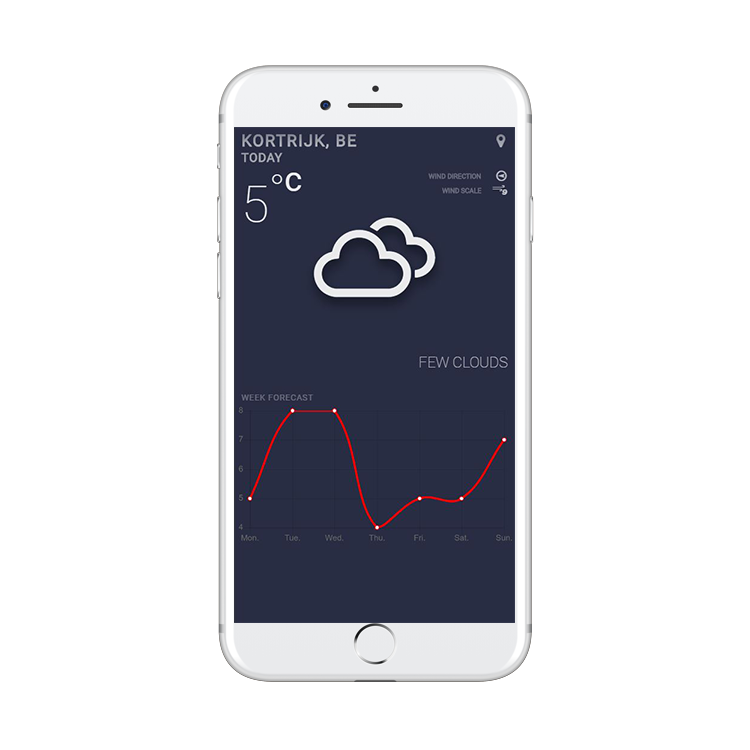 KORTRIJK, BE
TODAY
5°C
WIND DIRECTION
WIND SCALE
FEW CLOUDS
WEEK FORECAST
8
7
6
5
4
Mon. Tue. Wed. Thu. Fri. Sat. Sun.